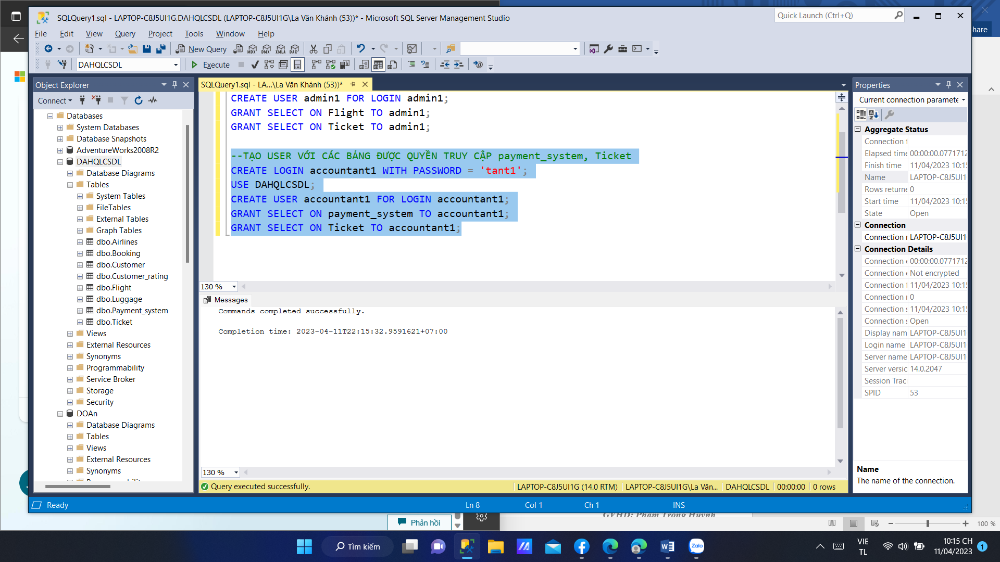 SQLQuery1.sql - LAPTOP-C8J5UI1G.DAHQLCSDL (LAPTOP-C8J5UI1G\La Văn Khánh (53))* - Microsoft SQL Server Management Studio
Quick Launch (Ctrl+Q)
hare
File Edit View Query Project Tools Window Help
New Query
MDX DMX XMLA DAX
DAHQLCSDL
Execute
Object Explorer
Connect
Databases
System Databases
Database Snapshots
AdventureWorks2008R2
DAHQLCSDL
Database Diagrams
Tables
System Tables
FileTables
External Tables
Graph Tables
dbo.Airlines
dbo.Booking
dbo.Customer
dbo.Customer_rating
dbo.Flight
dbo.Luggage
dbo.Payment_system
dbo.Ticket
Views
External Resources
Synonyms
Programmability
Service Broker
Storage
Security
DOAn
Database Diagrams
Tables
Views
External Resources
Synonyms
SQLQuery1.sql - LA...\La Văn Khánh (53))*
CREATE USER admin1 FOR LOGIN admin1;
GRANT SELECT ON Flight TO admin1;
GRANT SELECT ON Ticket TO admin1;
--TẠO USER VỚI CÁC BẢNG ĐƯỢC QUYỀN TRUY CẬP payment_system, Ticket
CREATE LOGIN accountant1 WITH PASSWORD = 'tant1';
USE DAHQLCSDL;
CREATE USER accountant1 FOR LOGIN accountant1;
GRANT SELECT ON payment_system TO accountant1;
GRANT SELECT ON Ticket TO accountant1;
130 %
Messages
Commands completed successfully.
Completion time: 2023-04-11T22:15:32.9591621+07:00
130 %
Query executed successfully.
LAPTOP-C8J5UI1G (14.0 RTM) LAPTOP-C8J5UI1G\La Văn... DAHQLCSDL 00:00:00 0 rows
Properties
Current connection paramete
Aggregate Status
Connection f
Elapsed time 00:00:00.0771712
Finish time 11/04/2023 10:15
Name LAPTOP-C8J5UI1
Rows returne 0
Start time 11/04/2023 10:15
State Open
Connection
Connection r LAPTOP-C8J5UI1
Connection Details
Connection e 00:00:00.0771712
Connection e Not encrypted
Connection f 11/04/2023 10:15
Connection r 0
Connection s 11/04/2023 10:15
Connection s Open
Display nam LAPTOP-C8J5UI1
Login name LAPTOP-C8J5UI1
Server name LAPTOP-C8J5UI1
Server versic 14.0.2047
Session Traci
SPID 53
Name
The name of the connection.
Ready Ln 8 Col 1 Ch 1 INS
Phản hồi
GVHD: Phạm Trọng Huynh
100 %
Tìm kiếm
Zalo
VIE
TL
10:15 CH
11/04/2023
1